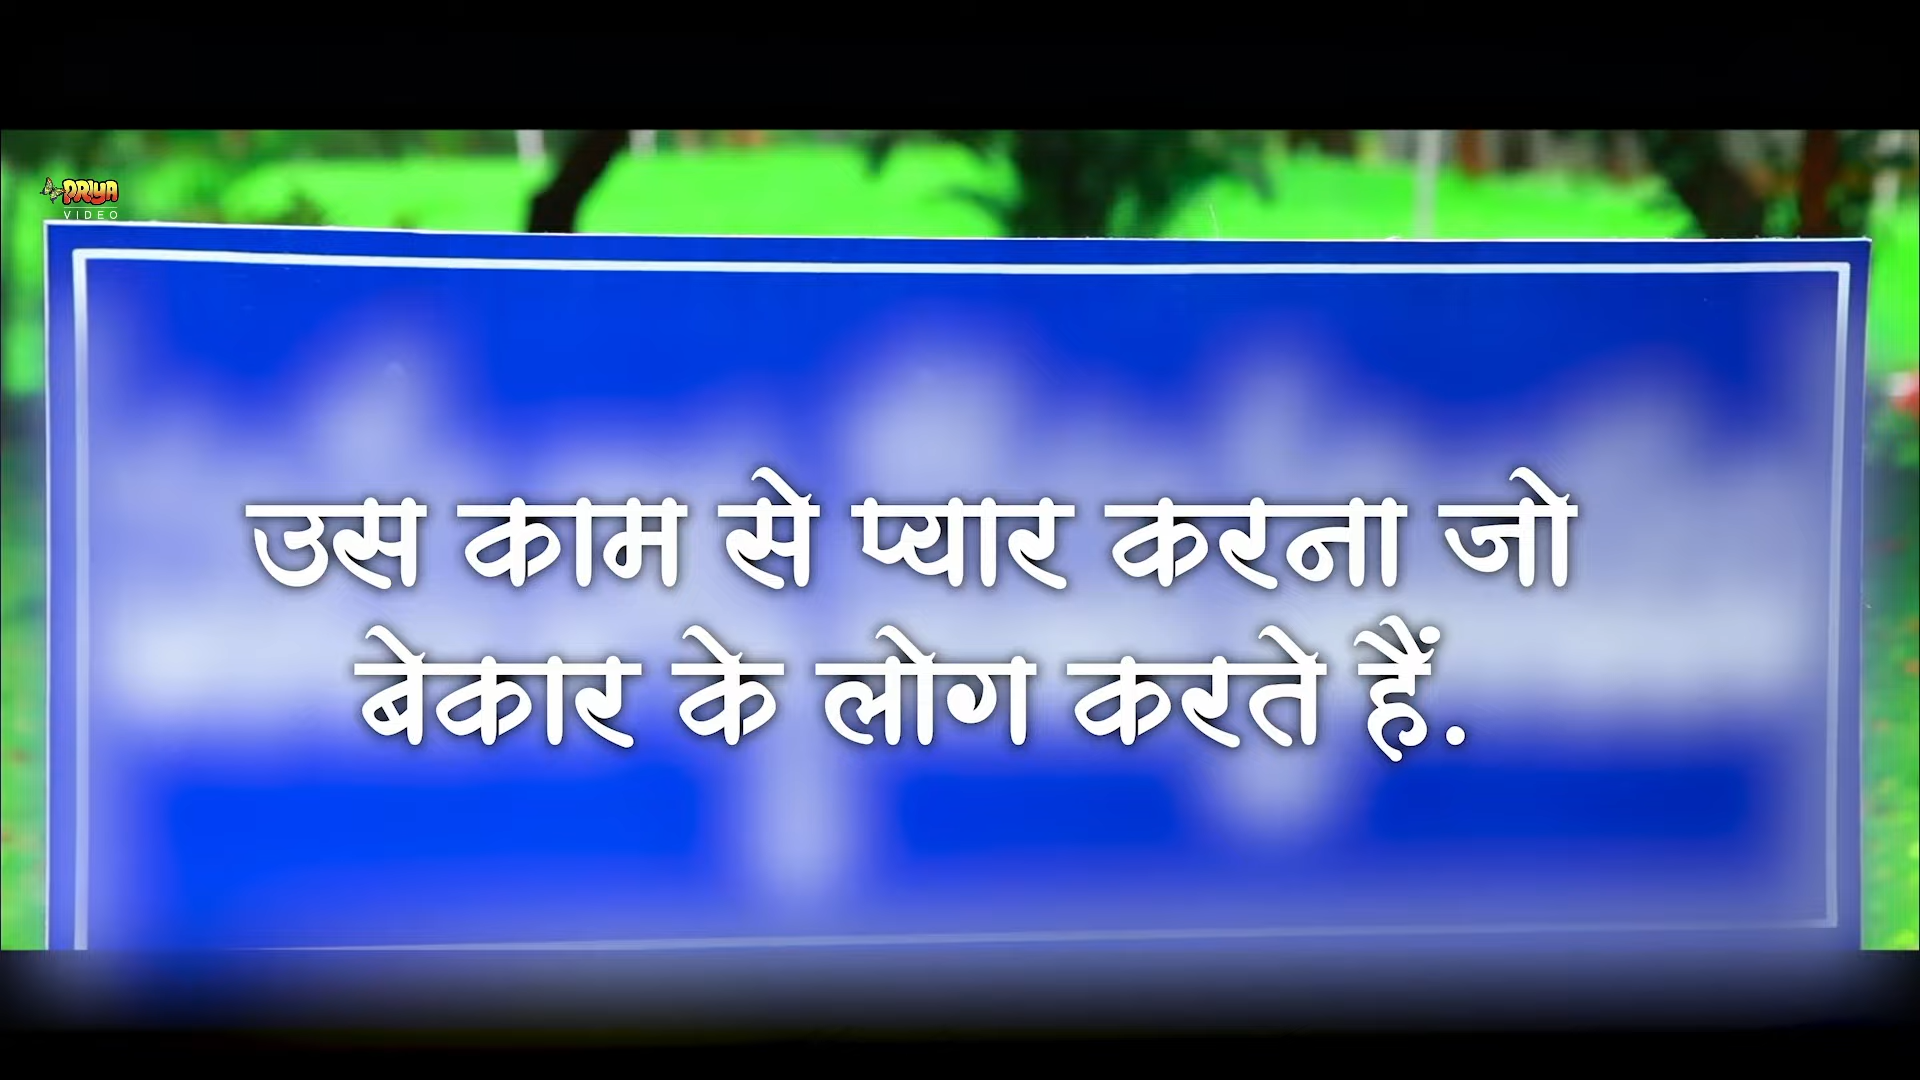 PRIYA
VIDEO
उस काम से प्यार करना जो
बेकार के लोग करते हैं.